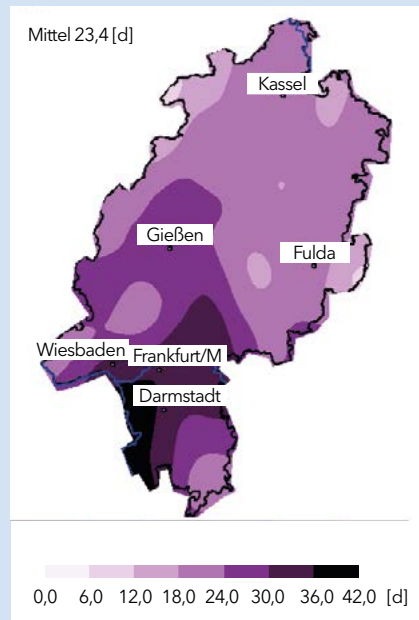 Mittel 23,4 [d]
Kassel
Gießen
Fulda
Wiesbaden
Frankfurt/M
Darmstadt
0,0 6,0 12,0 18,0 24,0 30,0 36,0 42,0 [d]